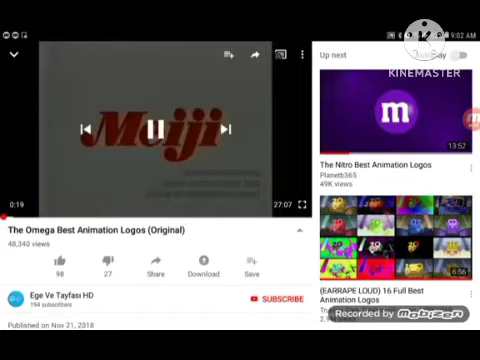 9:02 AM
KINEMASTER
Up next
Autoplay
Meiji
0:19
27:07
m
13:52
The Nitro Best Animation Logos
Planetb365
49K views
The Omega Best Animation Logos (Original)
48,340 views
98
27
Share
Download
Save
6:56
(EARRAPE LOUD) 16 Full Best
Animation Logos
Ege Ve Tayfası HD
194 subscribers
SUBSCRIBE
Recorded by mobizen
Published on Nov 21, 2018